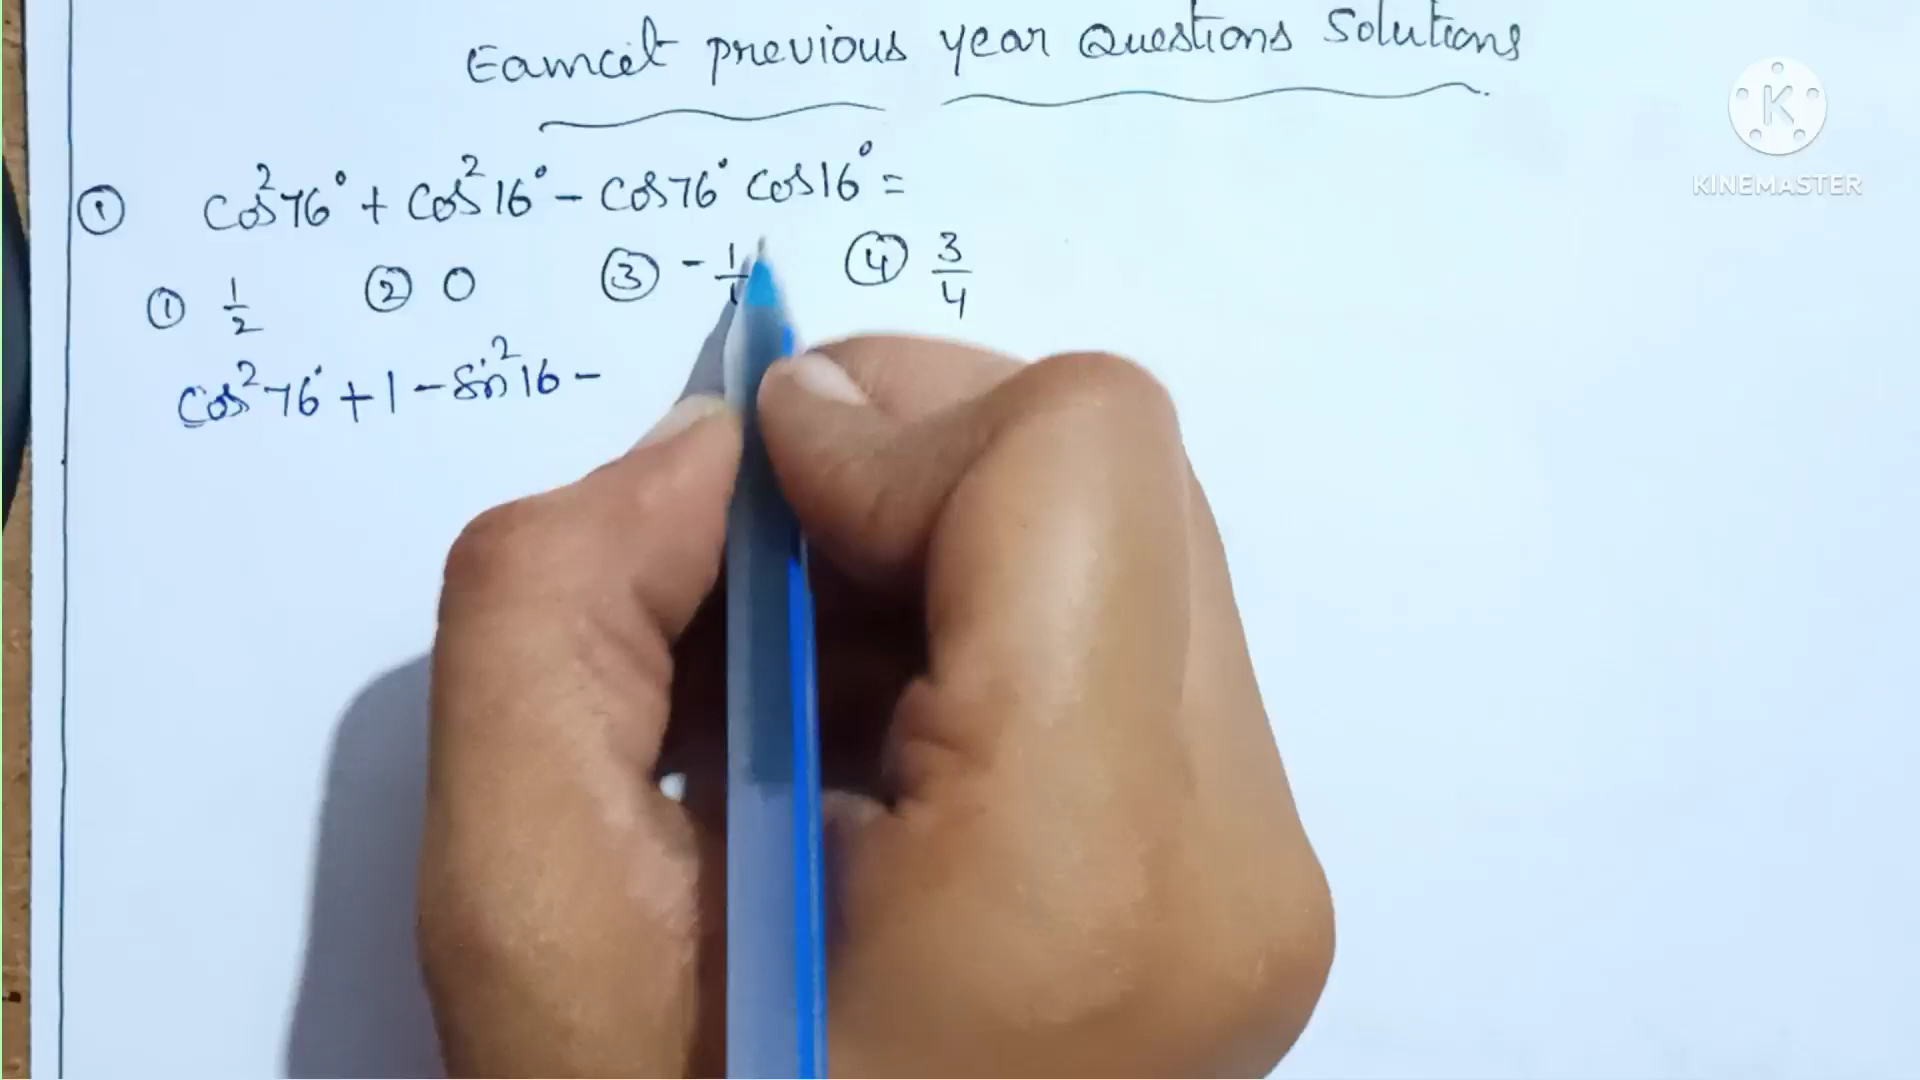 Eamcet previous year Questions Solutions
K
KINEMASTER
① cos²76° + cos²16° - cos76° cos16° =
① 1/2 ② 0 ③ -1/ ④ 3/4
cos²76° + 1 - sin²16 -